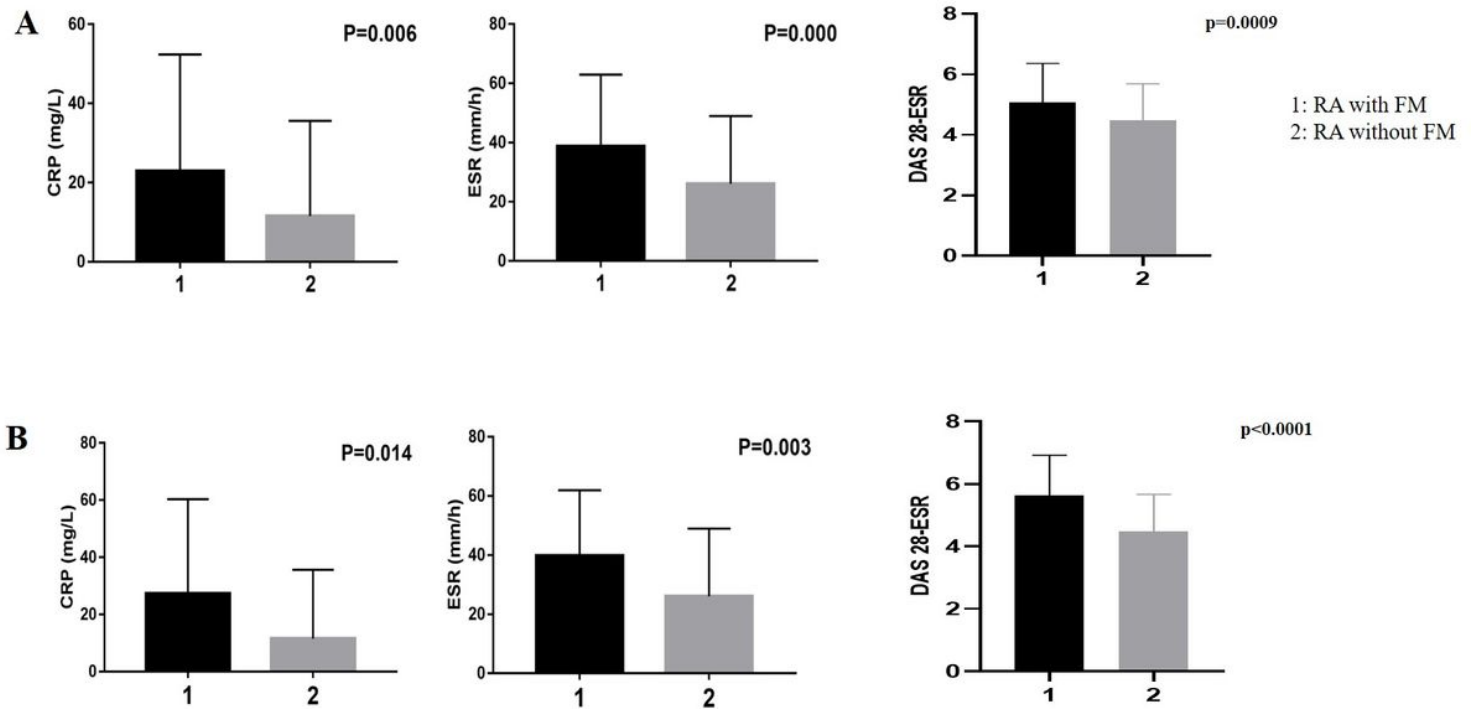 A
P=0.006
CRP (mg/L)
60
40
20
0
1
2
P=0.000
ESR (mm/h)
80
60
40
20
0
1
2
p=0.0009
DAS 28-ESR
8
6
4
2
0
1
2
1: RA with FM
2: RA without FM
B
P=0.014
CRP (mg/L)
80
60
40
20
0
1
2
P=0.003
ESR (mm/h)
80
60
40
20
0
1
2
p<0.0001
DAS 28-ESR
8
6
4
2
0
1
2